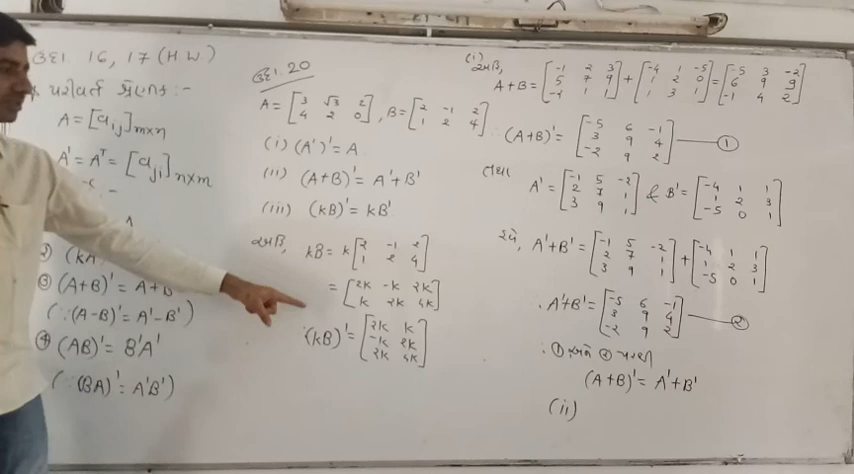 ઉદા. 16, 17 (H.W.)
* પરીવર્ત શ્રેણીક :-
A = [aij]m×n
A' = Aᵀ = [aji]n×m
② (kA
③ (A+B)' = A'+B'
(∵(A-B)' = A'-B')
④ (AB)' = B'A'
(∵(BA)' = A'B')
ઉદા. 20
A = [3 √3 2
4 2 0], B = [2 -1 2
1 2 4]
(i) (A')' = A
(ii) (A+B)' = A'+B'
(iii) (kB)' = kB'
અહિ, kB = k[2 -1 2
1 2 4]
= [2k -k 2k
k 2k 4k]
(kB)' = [2k k
-k 2k
2k 4k]
(i)
અહિ,
A+B = [-1 2 3
5 7 9
-2 1 1] + [-4 1 -5
1 2 0
1 3 1] = [-5 3 -2
6 9 9
-1 4 2]
(A+B)' = [-5 6 -1
3 9 4
-2 9 2] —①
તથા
A' = [-1 5 -2
2 7 1
3 9 1] & B' = [-4 1 1
1 2 3
-5 0 1]
હવે, A'+B' = [-1 5 -2
2 7 1
3 9 1] + [-4 1 1
1 2 3
-5 0 1]
∴ A'+B' = [-5 6 -1
3 9 4
-2 9 2] —②
∴ ① અને ② પરથી
(A+B)' = A'+B'
(ii)